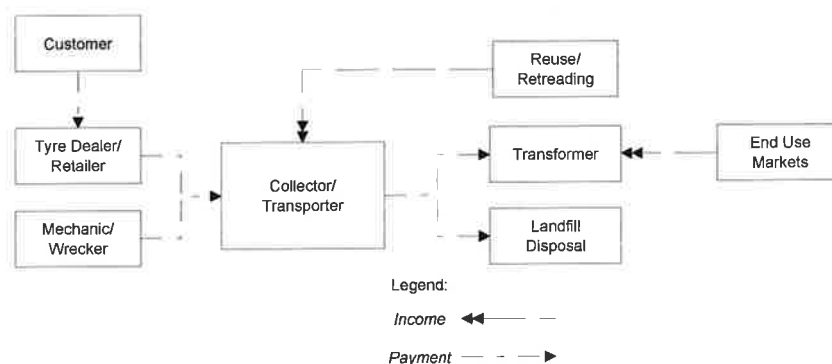 Customer
Reuse/
Retreading
Tyre Dealer/
Retailer
Collector/
Transporter
Transformer
End Use
Markets
Mechanic/
Wrecker
Landfill
Disposal
Legend:
Income
Payment